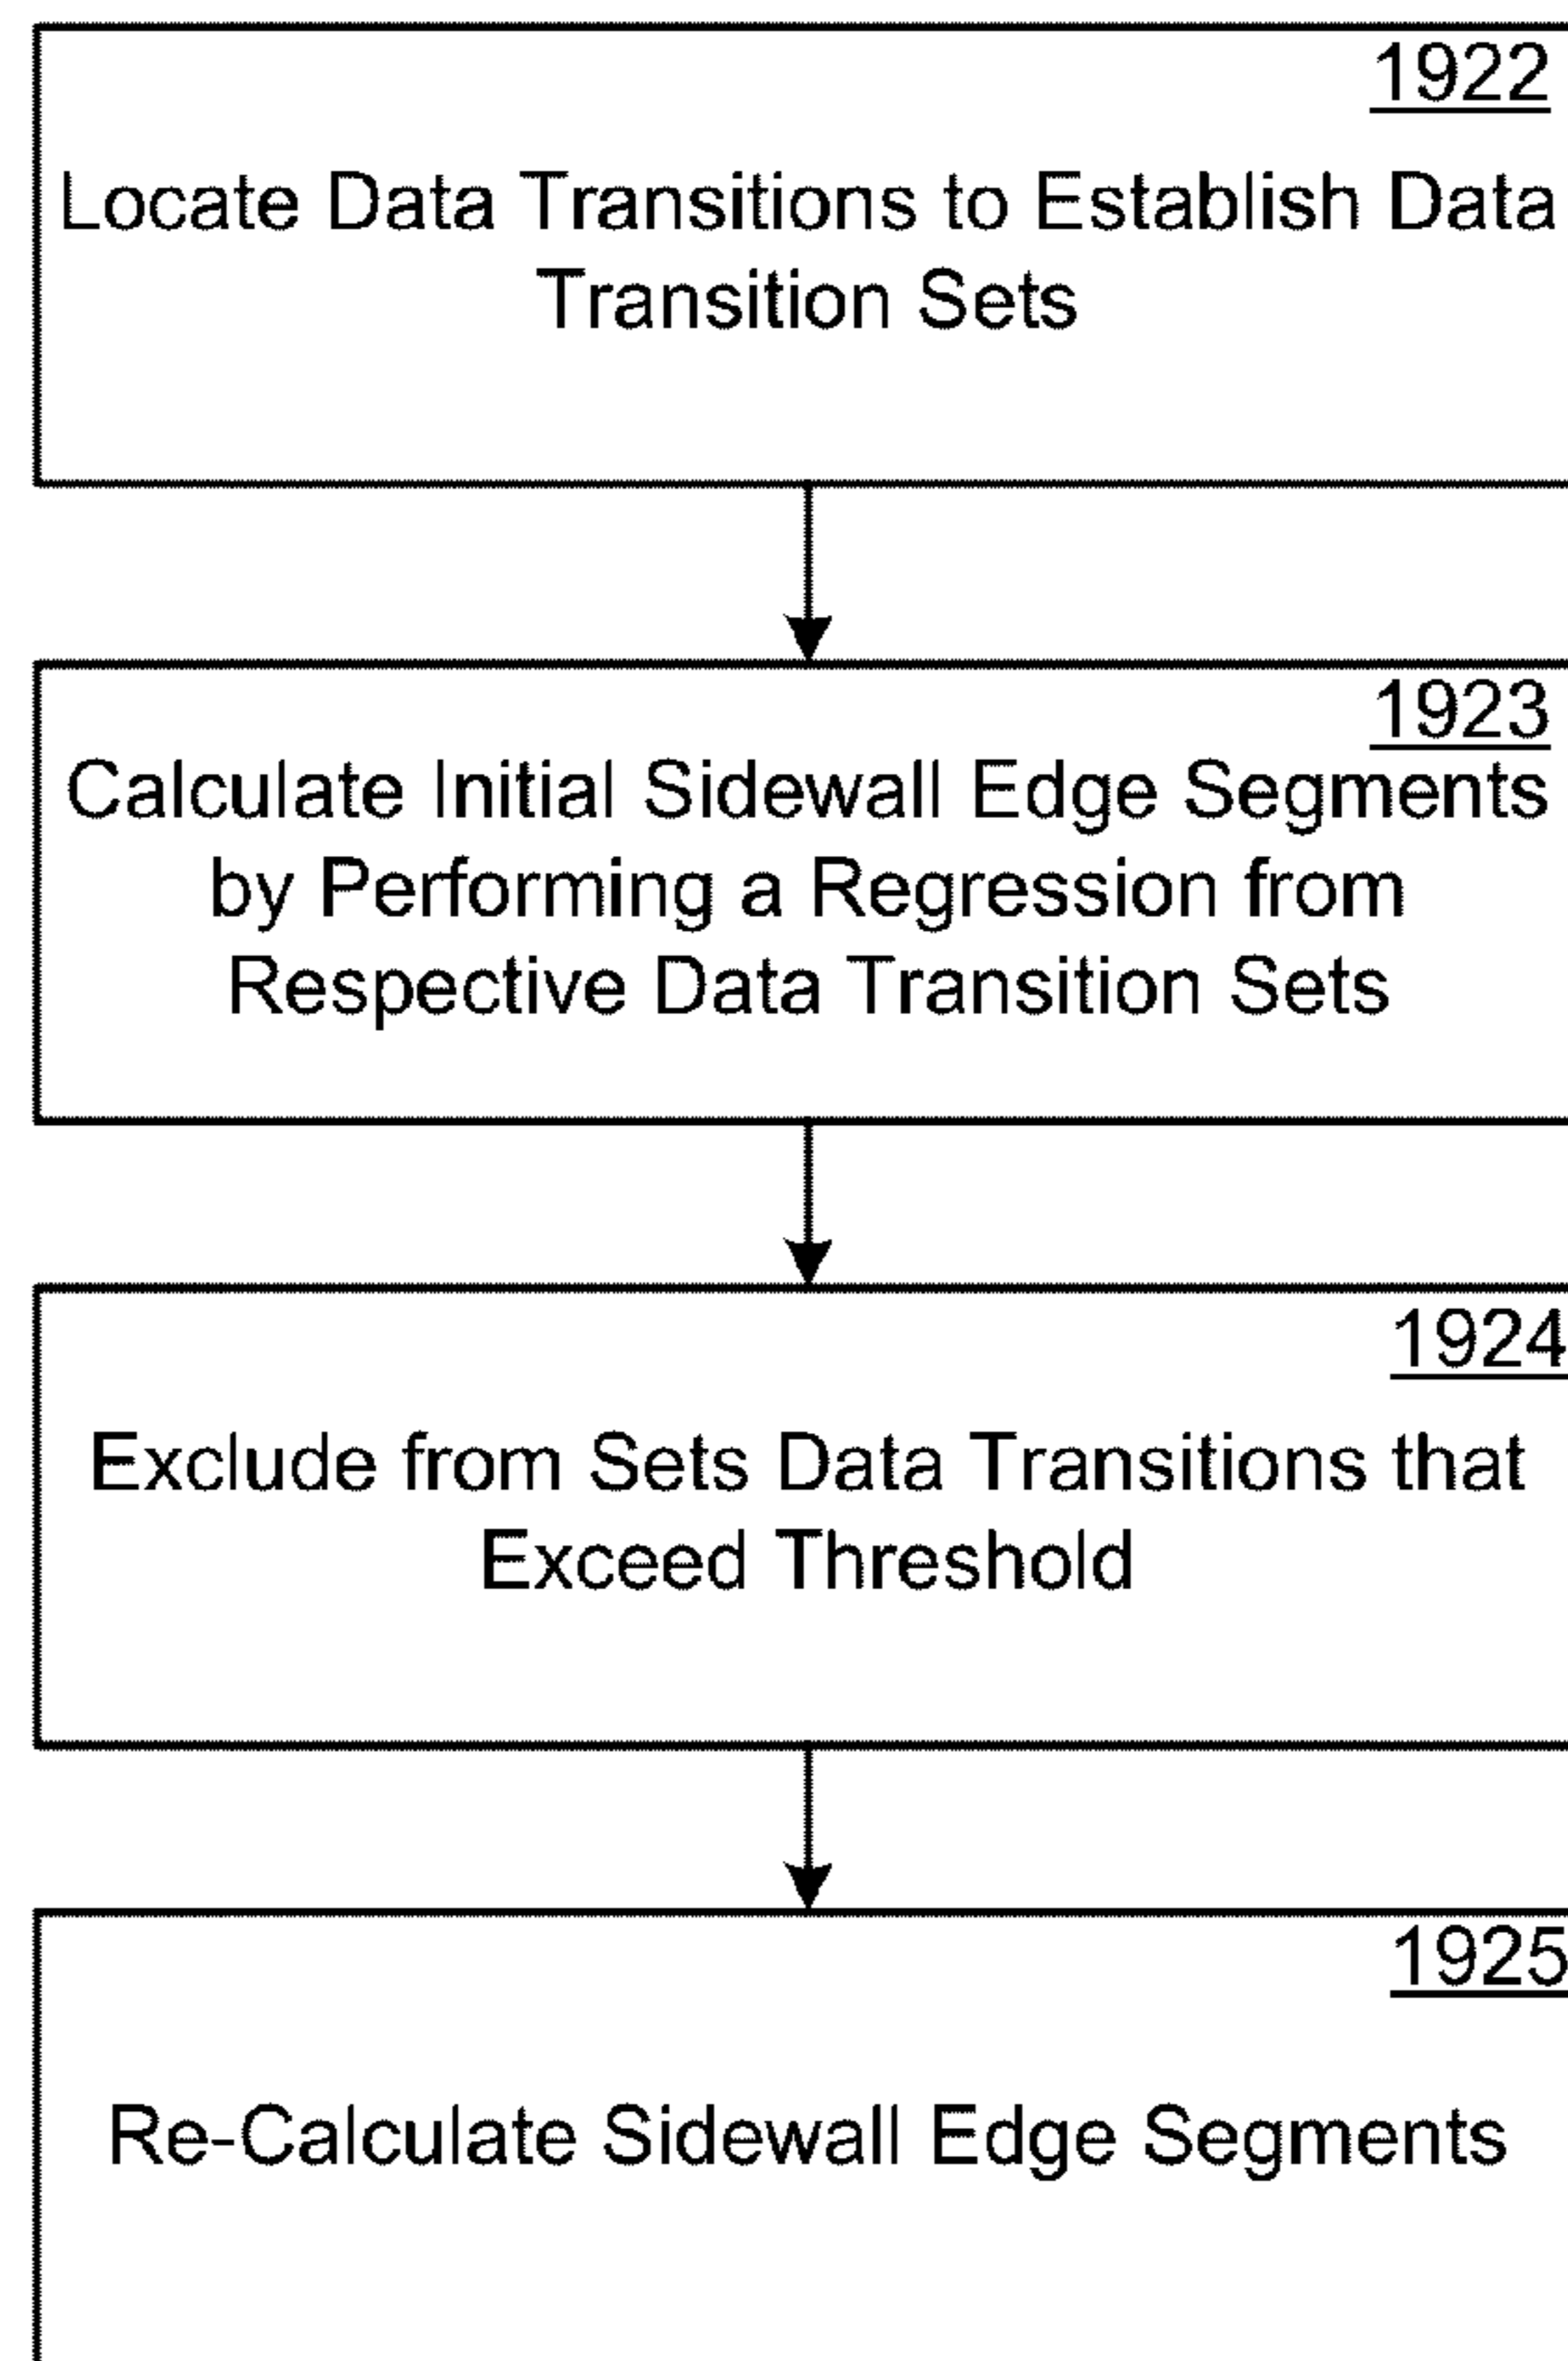 1922
Locate Data Transitions to Establish Data
Transition Sets
1923
Calculate Initial Sidewall Edge Segments
by Performing a Regression from
Respective Data Transition Sets
1924
Exclude from Sets Data Transitions that
Exceed Threshold
1925
Re-Calculate Sidewall Edge Segments